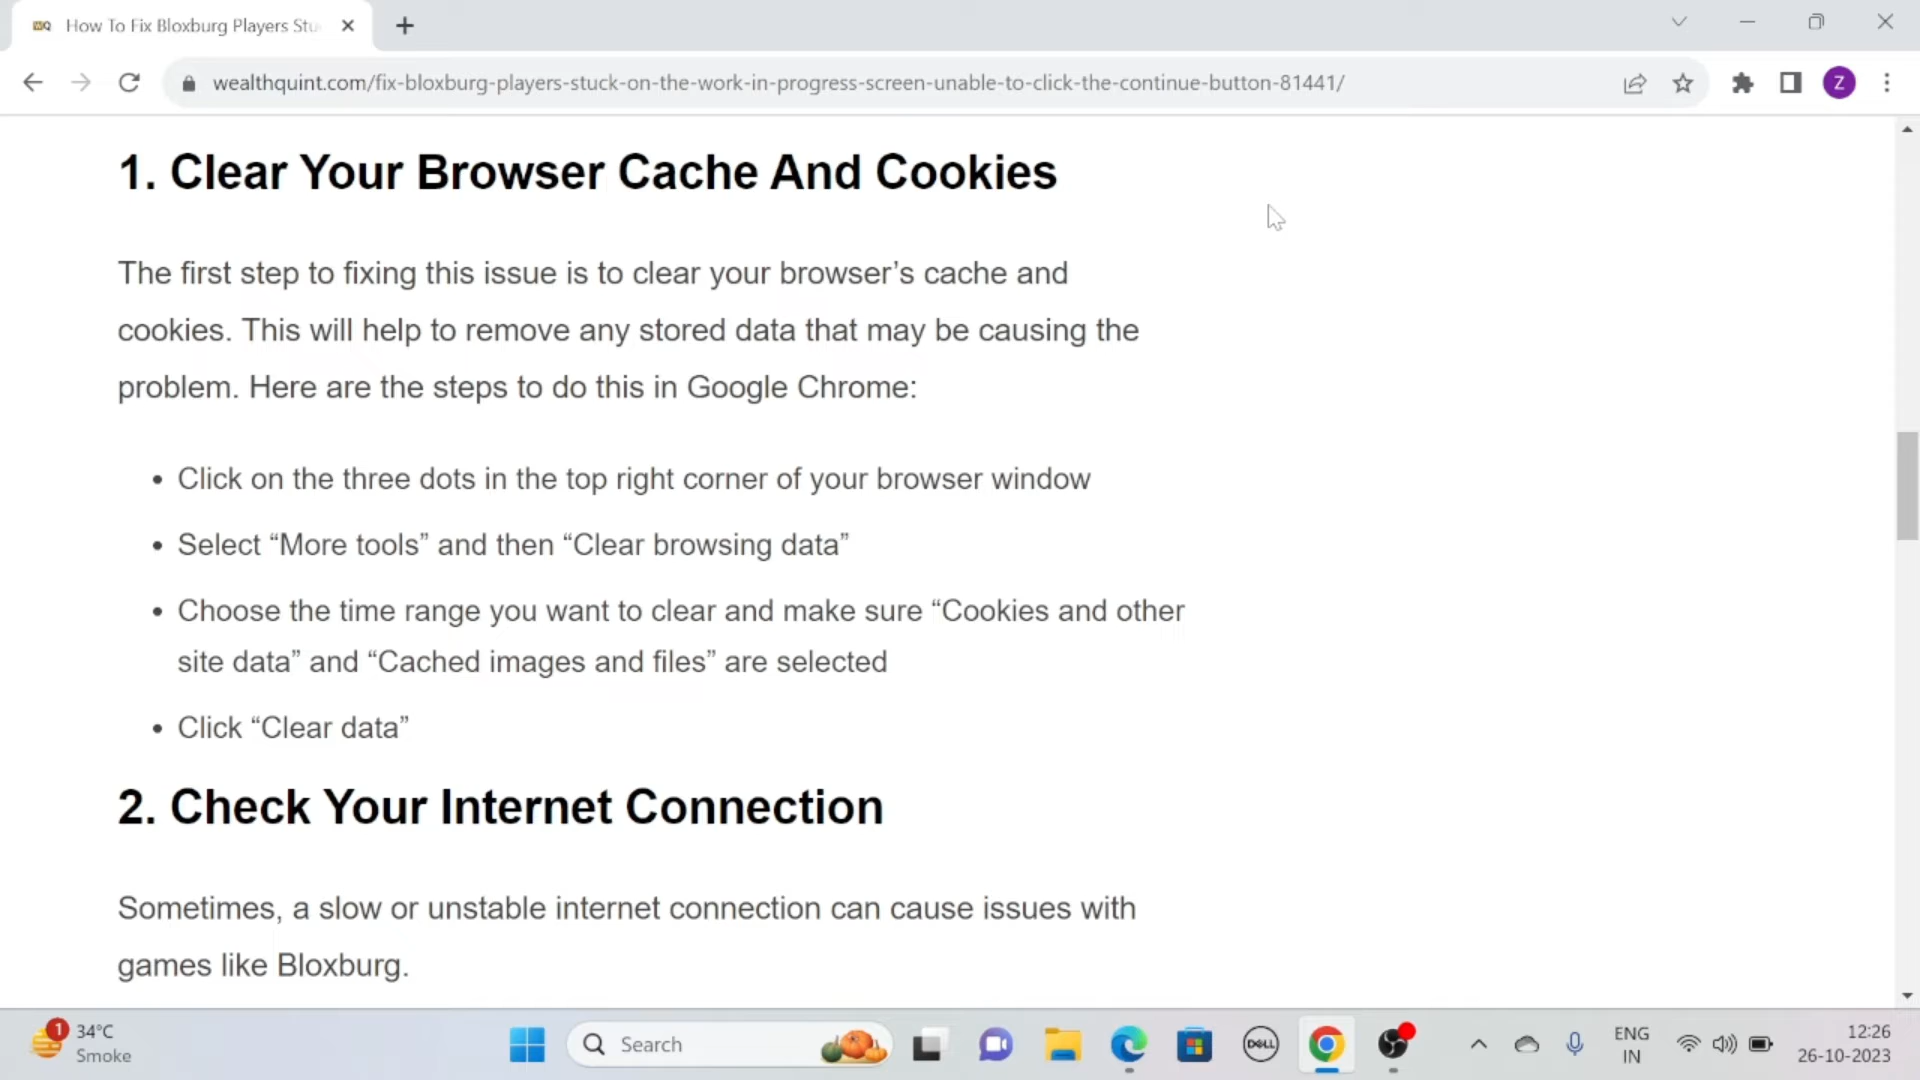 WQ How To Fix Bloxburg Players Stu
wealthquint.com/fix-bloxburg-players-stuck-on-the-work-in-progress-screen-unable-to-click-the-continue-button-81441/
Z
1. Clear Your Browser Cache And Cookies
The first step to fixing this issue is to clear your browser’s cache and
cookies. This will help to remove any stored data that may be causing the
problem. Here are the steps to do this in Google Chrome:
• Click on the three dots in the top right corner of your browser window
• Select “More tools” and then “Clear browsing data”
• Choose the time range you want to clear and make sure “Cookies and other
site data” and “Cached images and files” are selected
• Click “Clear data”
2. Check Your Internet Connection
Sometimes, a slow or unstable internet connection can cause issues with
games like Bloxburg.
1
34°C
Smoke
Search
DELL
ENG
IN
12:26
26-10-2023